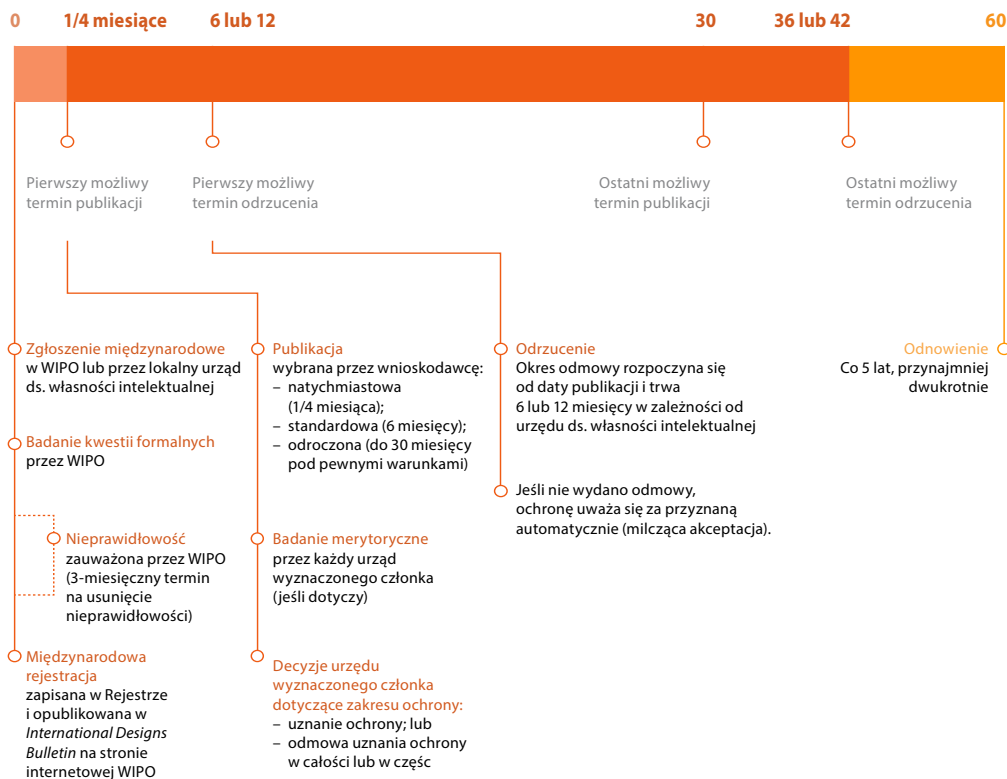 0
1/4 miesiące
6 lub 12
30
36 lub 42
60
Pierwszy możliwy
termin publikacji
Pierwszy możliwy
termin odrzucenia
Ostatni możliwy
termin publikacji
Ostatni możliwy
termin odrzucenia
Zgłoszenie międzynarodowe
w WIPO lub przez lokalny urząd
ds. własności intelektualnej
Badanie kwestii formalnych
przez WIPO
Nieprawidłowość
zauważona przez WIPO
(3-miesięczny termin
na usunięcie
nieprawidłowości)
Międzynarodowa
rejestracja
zapisana w Rejestrze
i opublikowana w
International Designs
Bulletin na stronie
internetowej WIPO
Publikacja
wybrana przez wnioskodawcę:
– natychmiastowa
(1/4 miesiąca);
– standardowa (6 miesięcy);
– odroczona (do 30 miesięcy
pod pewnymi warunkami)
Badanie merytoryczne
przez każdy urząd
wyznaczonego członka
(jeśli dotyczy)
Decyzje urzędu
wyznaczonego członka
dotyczące zakresu ochrony:
– uznanie ochrony; lub
– odmowa uznania ochrony
w całości lub w częśc
Odrzucenie
Okres odmowy rozpoczyna się
od daty publikacji i trwa
6 lub 12 miesięcy w zależności od
urzędu ds. własności intelektualnej
Jeśli nie wydano odmowy,
ochronę uważa się za przyznaną
automatycznie (milcząca akceptacja).
Odnowienie
Co 5 lat, przynajmniej
dwukrotnie